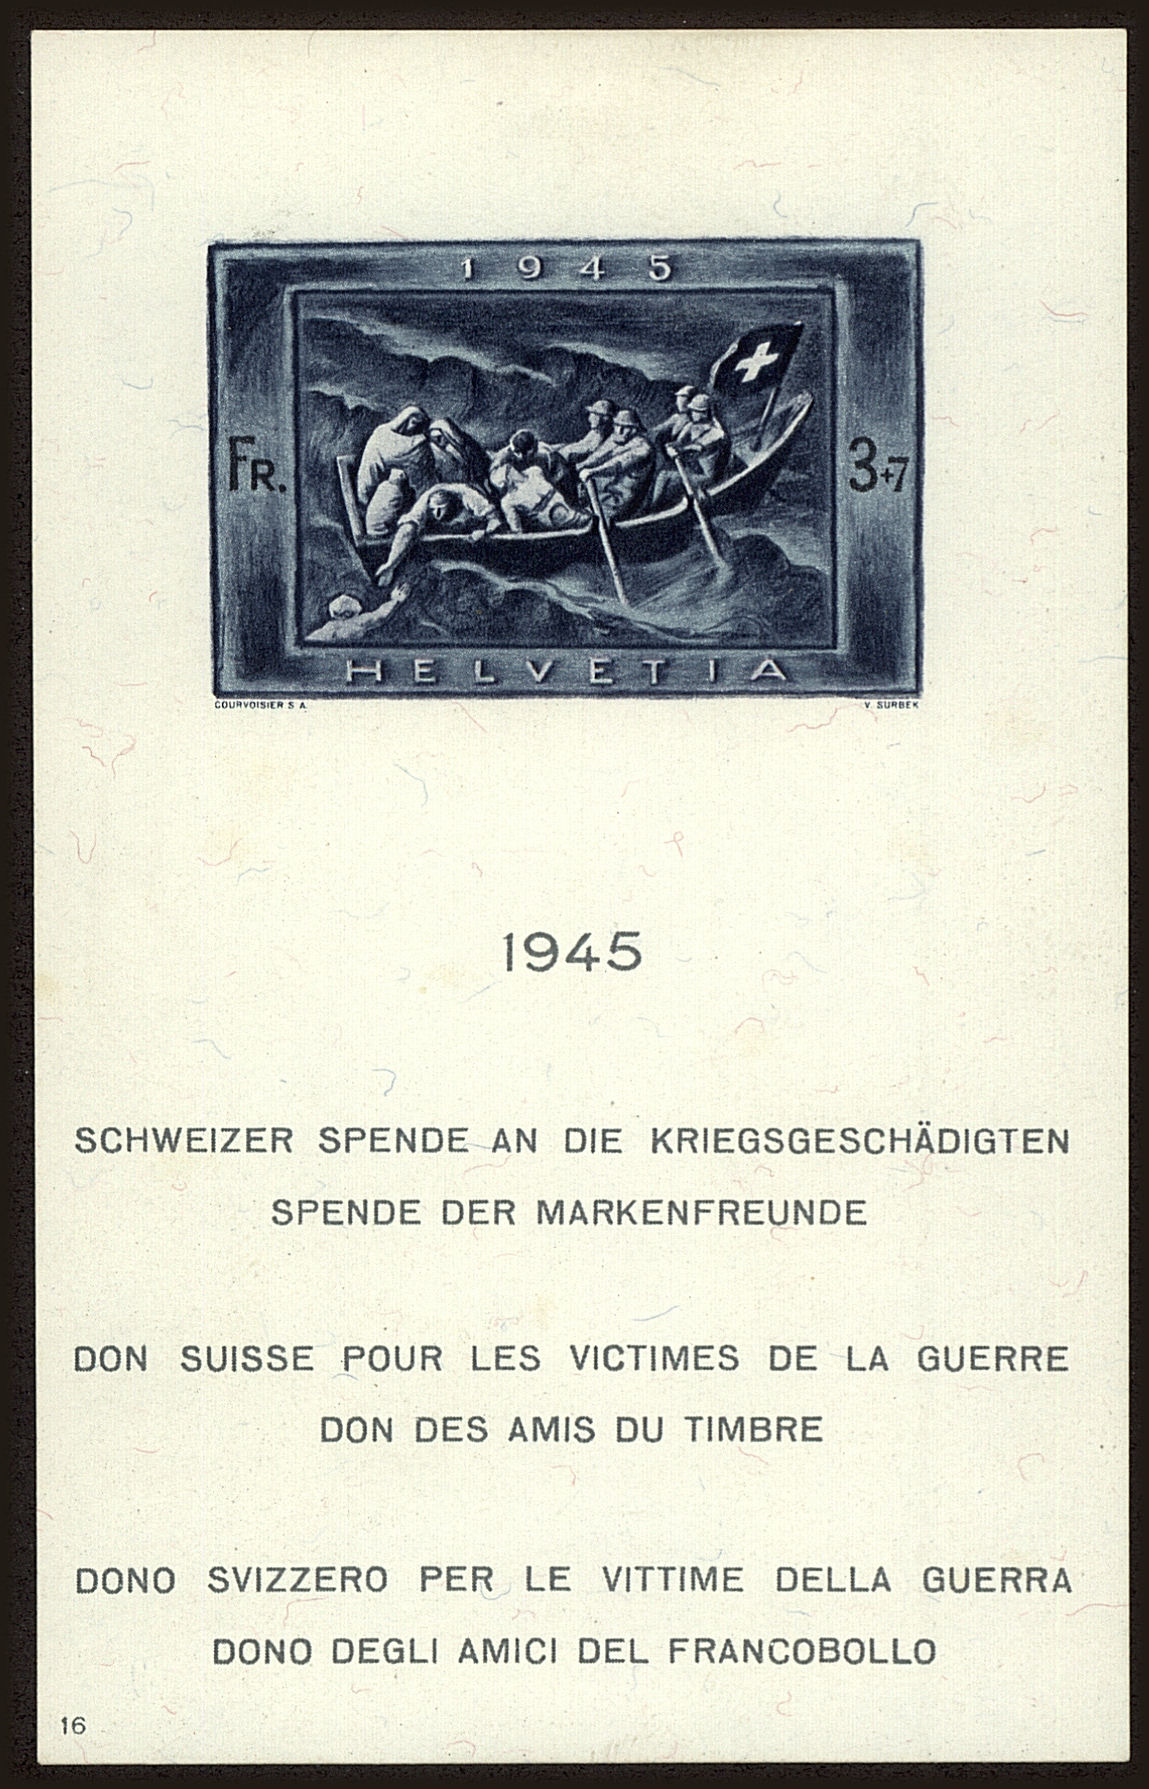 1945
FR. 3+7
HELVETIA
COURVOISIER S A. V. SURBEK
1945
SCHWEIZER SPENDE AN DIE KRIEGSGESCHÄDIGTEN
SPENDE DER MARKENFREUNDE
DON SUISSE POUR LES VICTIMES DE LA GUERRE
DON DES AMIS DU TIMBRE
DONO SVIZZERO PER LE VITTIME DELLA GUERRA
DONO DEGLI AMICI DEL FRANCOBOLLO
16